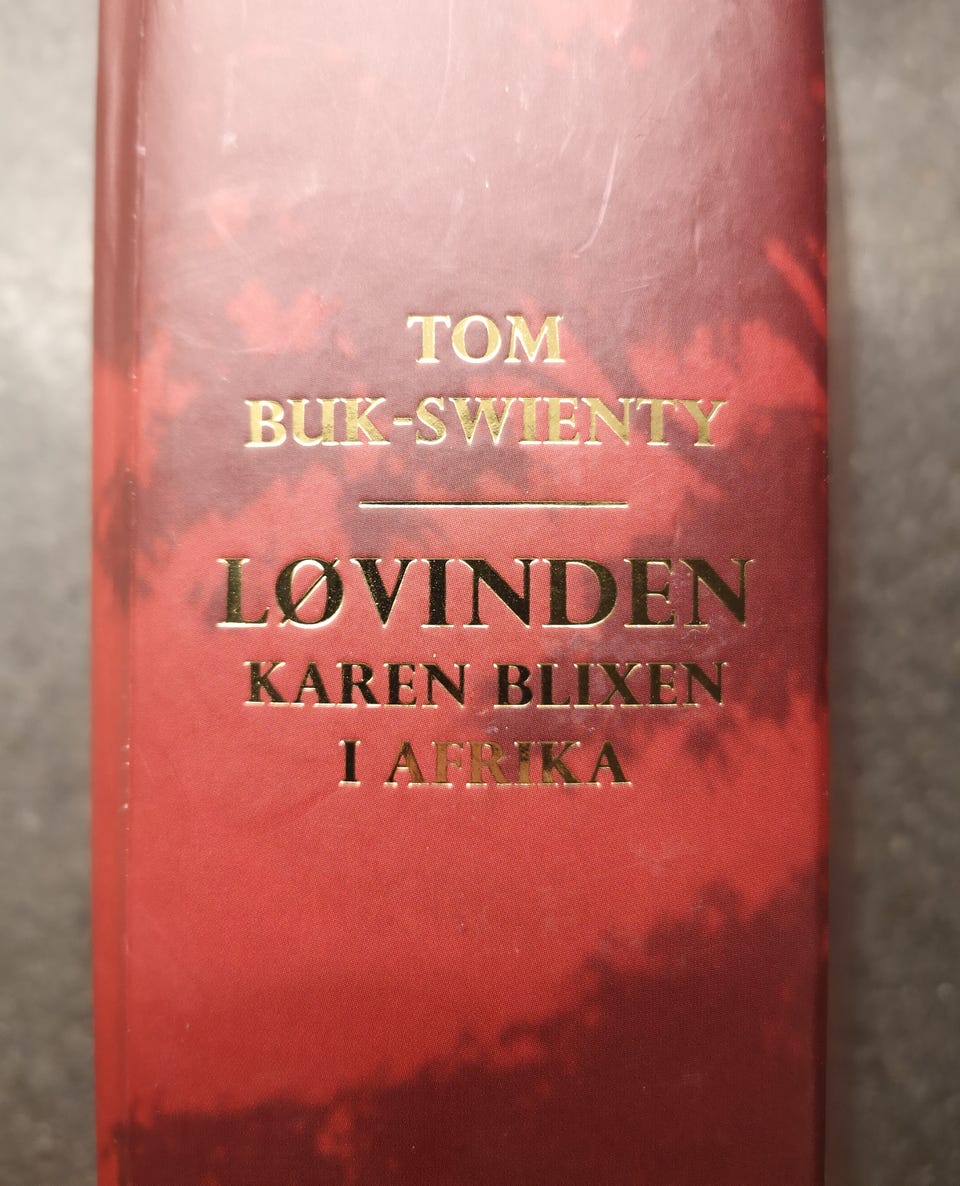 TOM
BUK-SWIENTY
LØVINDEN
KAREN BLIXEN
I AFRIKA